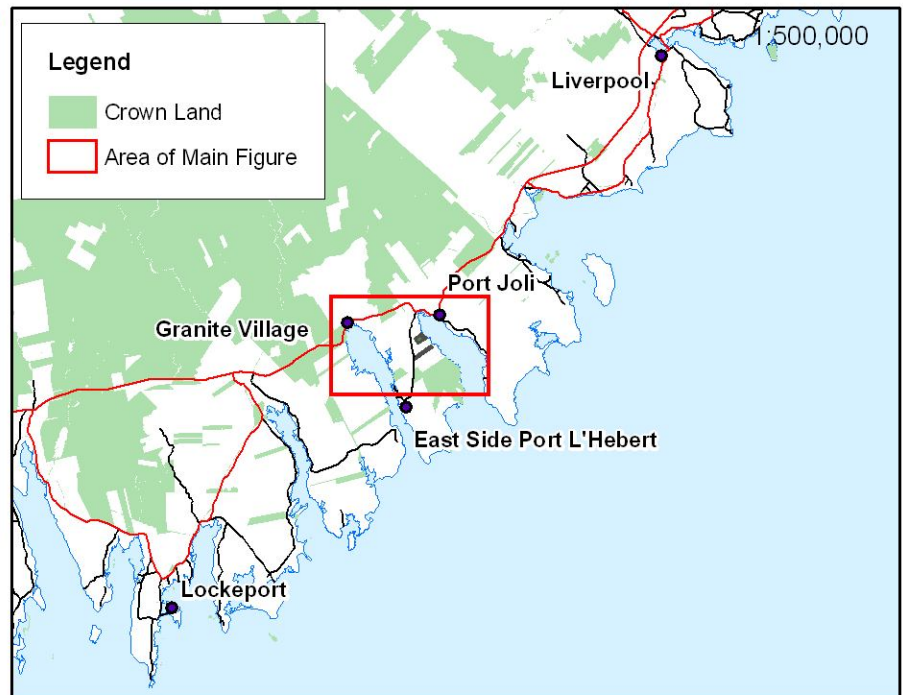 1:500,000
Legend
Crown Land
Area of Main Figure
Liverpool
Port Joli
Granite Village
East Side Port L'Hebert
Lockeport